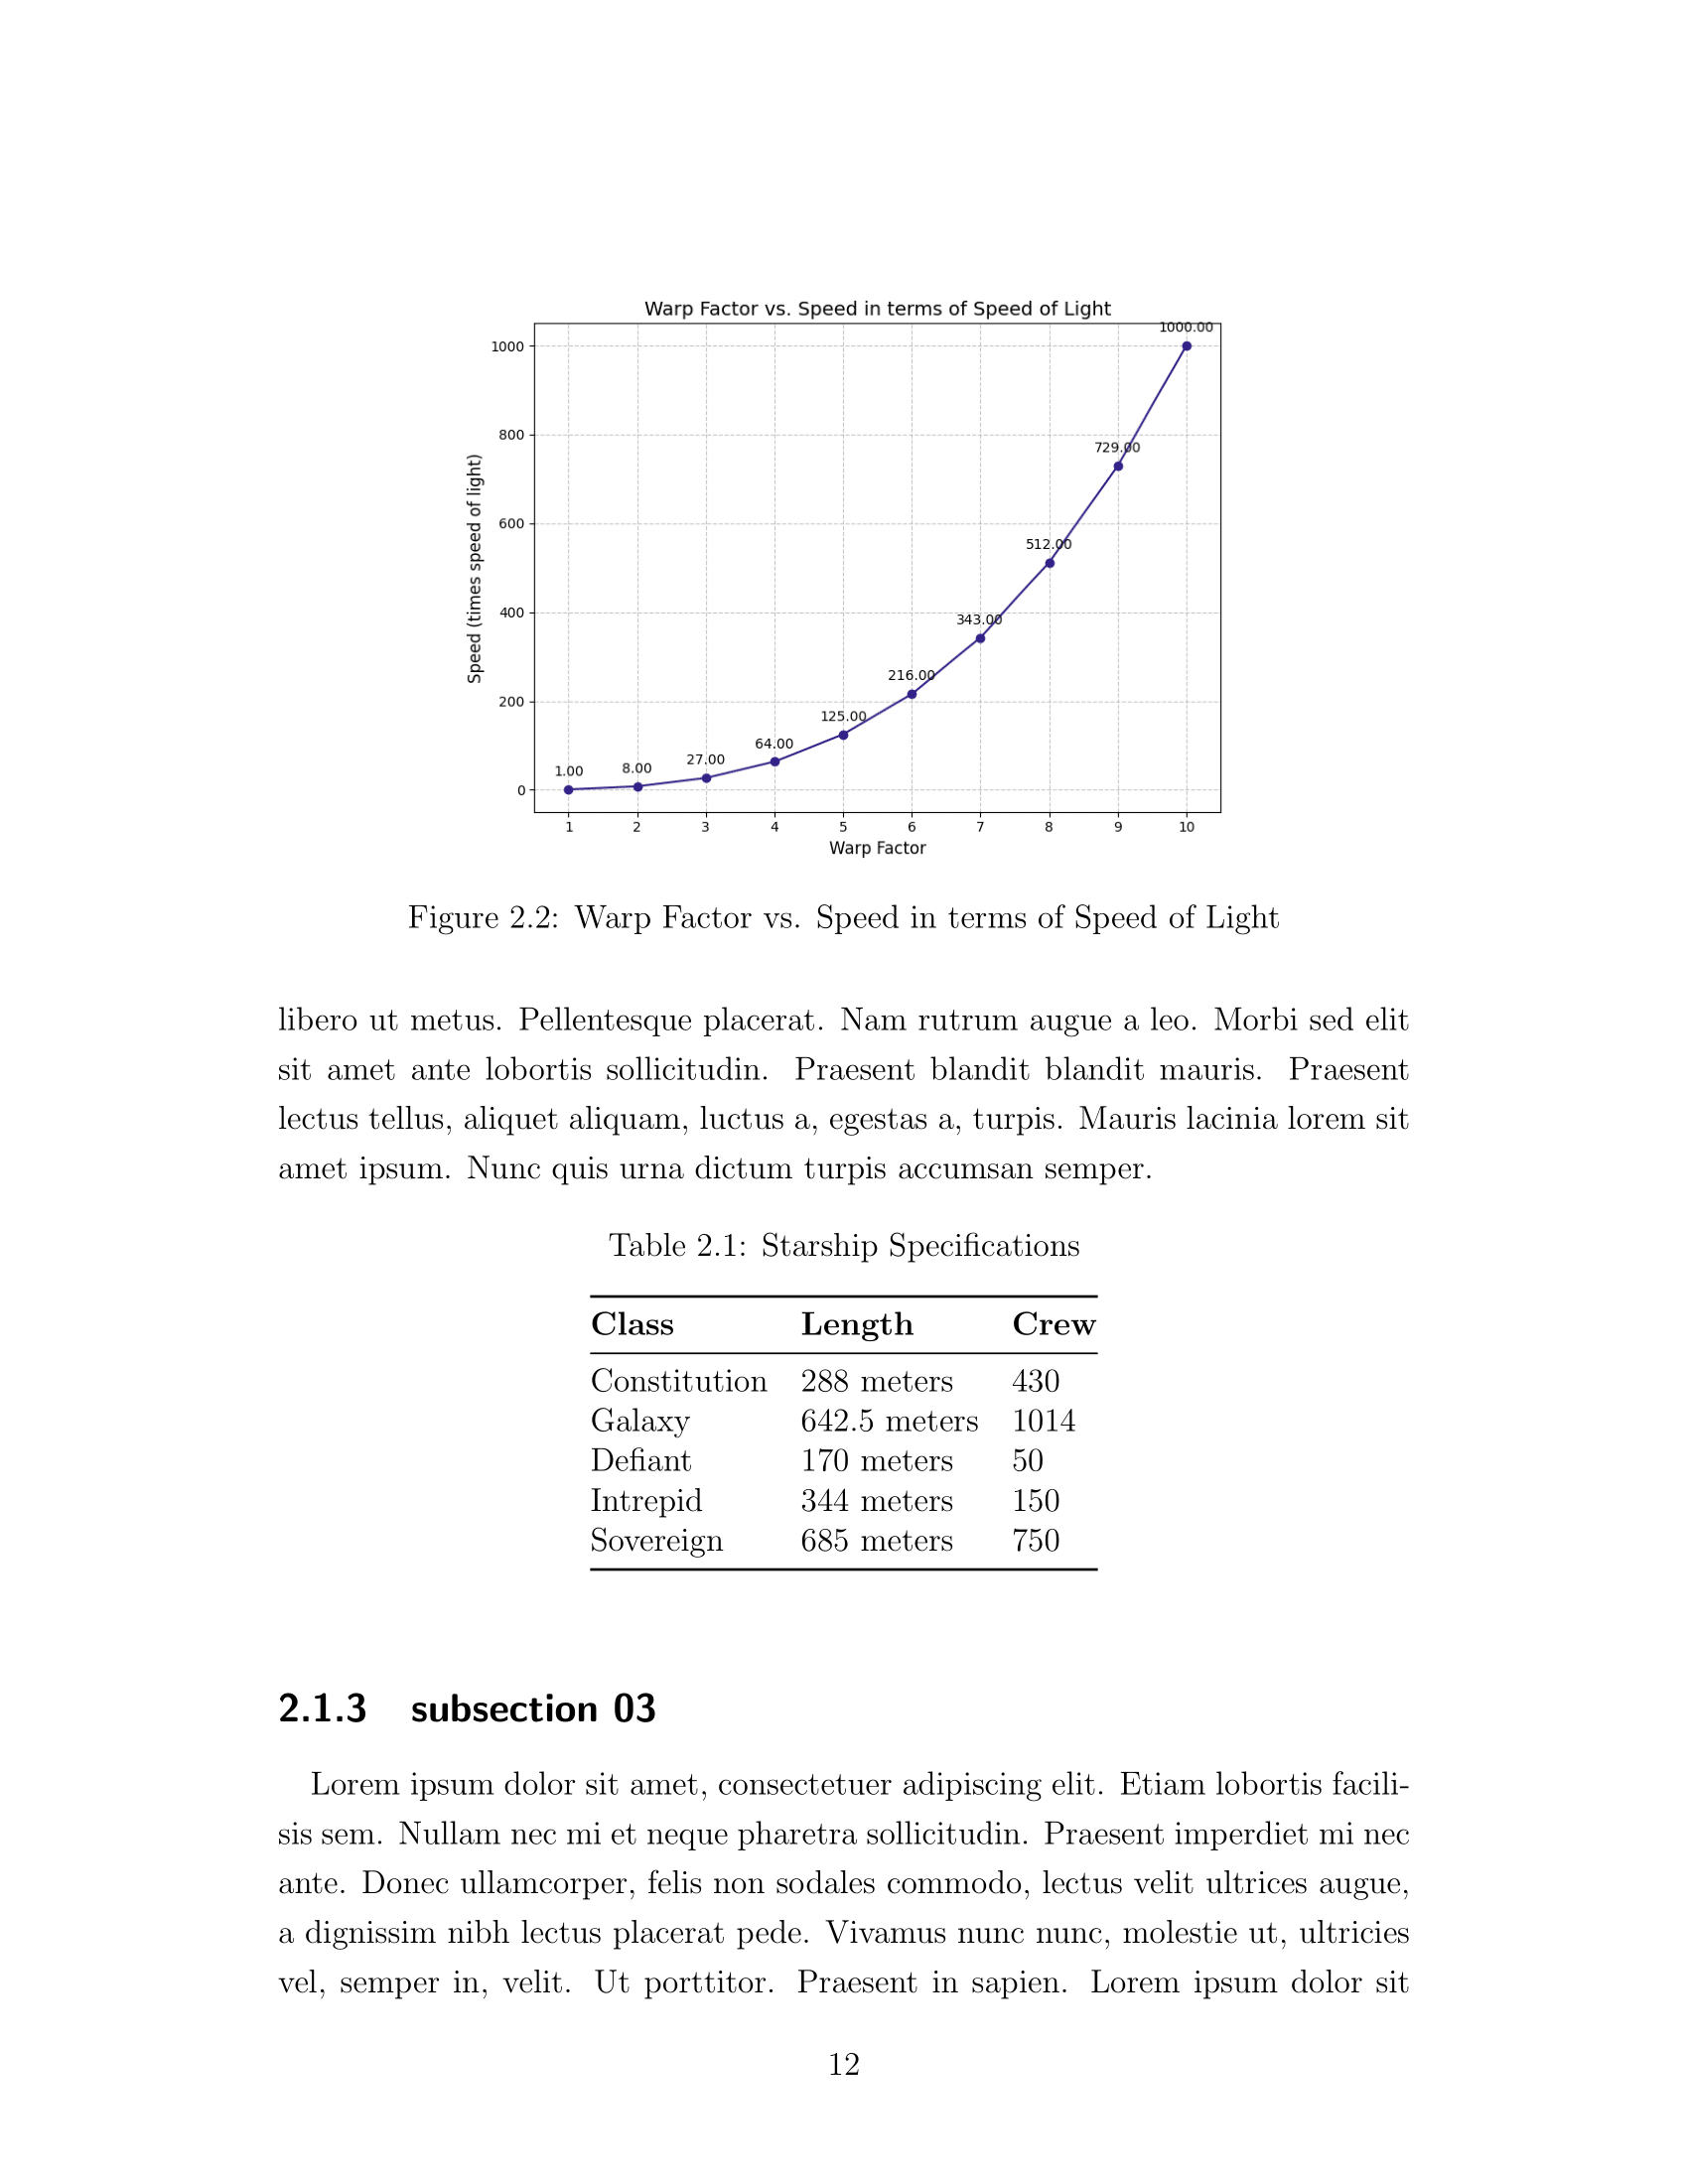 Warp Factor vs. Speed in terms of Speed of Light
1000.00
1000
800
729.00
Speed (times speed of light)
600
512.00
400
343.00
216.00
200
125.00
64.00
27.00
8.00
1.00
0
1 2 3 4 5 6 7 8 9 10
Warp Factor
Figure 2.2: Warp Factor vs. Speed in terms of Speed of Light
libero ut metus. Pellentesque placerat. Nam rutrum augue a leo. Morbi sed elit
sit amet ante lobortis sollicitudin. Praesent blandit blandit mauris. Praesent
lectus tellus, aliquet aliquam, luctus a, egestas a, turpis. Mauris lacinia lorem sit
amet ipsum. Nunc quis urna dictum turpis accumsan semper.
Table 2.1: Starship Specifications
Class Length Crew
Constitution 288 meters 430
Galaxy 642.5 meters 1014
Defiant 170 meters 50
Intrepid 344 meters 150
Sovereign 685 meters 750
2.1.3 subsection 03
Lorem ipsum dolor sit amet, consectetuer adipiscing elit. Etiam lobortis facili-
sis sem. Nullam nec mi et neque pharetra sollicitudin. Praesent imperdiet mi nec
ante. Donec ullamcorper, felis non sodales commodo, lectus velit ultrices augue,
a dignissim nibh lectus placerat pede. Vivamus nunc nunc, molestie ut, ultricies
vel, semper in, velit. Ut porttitor. Praesent in sapien. Lorem ipsum dolor sit
12